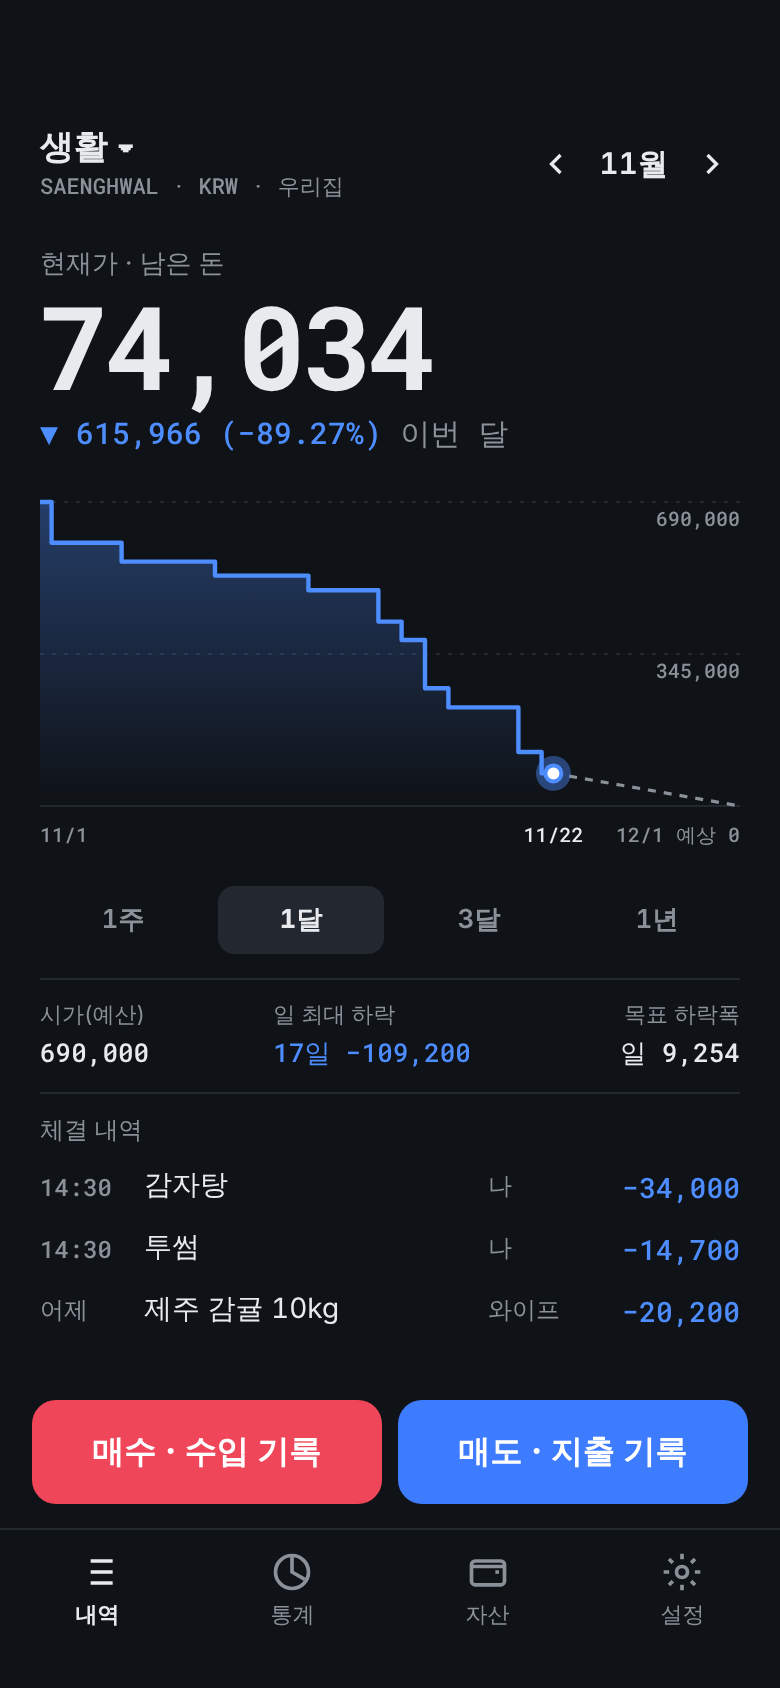 생활
SAENGHWAL · KRW · 우리집
11월
현재가 · 남은 돈
74,034
▼ 615,966 (-89.27%) 이번 달
690,000
345,000
11/1 11/22 12/1 예상 0
1주 1달 3달 1년
시가(예산) 일 최대 하락 목표 하락폭
690,000 17일 -109,200 일 9,254
체결 내역
14:30 감자탕 나 -34,000
14:30 투썸 나 -14,700
어제 제주 감귤 10kg 와이프 -20,200
매수 · 수입 기록 매도 · 지출 기록
내역 통계 자산 설정